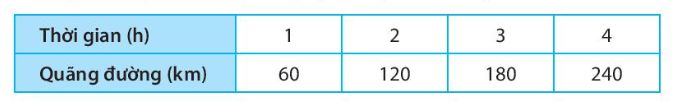 Thời gian (h) 1 2 3 4
Quãng đường (km) 60 120 180 240